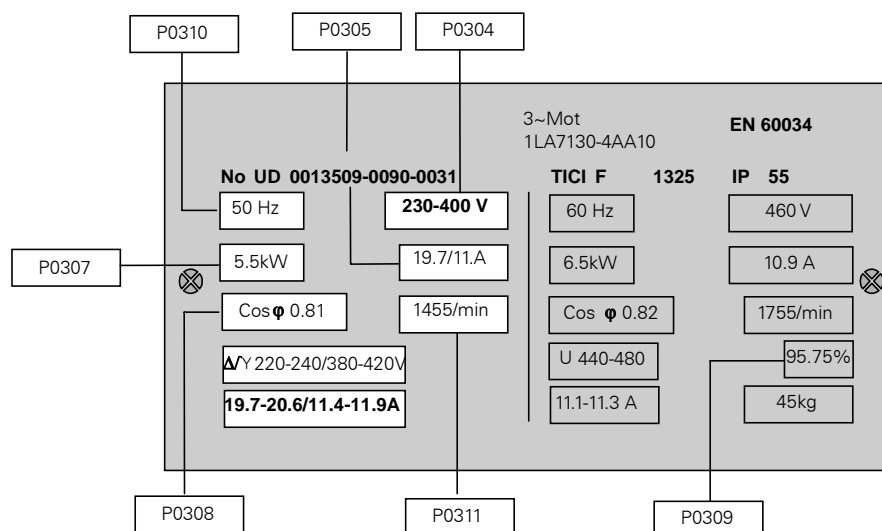 P0310
P0305
P0304
3~Mot
1LA7130-4AA10
EN 60034
No UD 0013509-0090-0031
TICI F 1325 IP 55
50 Hz
230-400 V
60 Hz
460 V
P0307
5.5kW
19.7/11.A
6.5kW
10.9 A
Cos φ 0.81
1455/min
Cos φ 0.82
1755/min
Δ/Y 220-240/380-420V
U 440-480
95.75%
19.7-20.6/11.4-11.9A
11.1-11.3 A
45kg
P0308
P0311
P0309